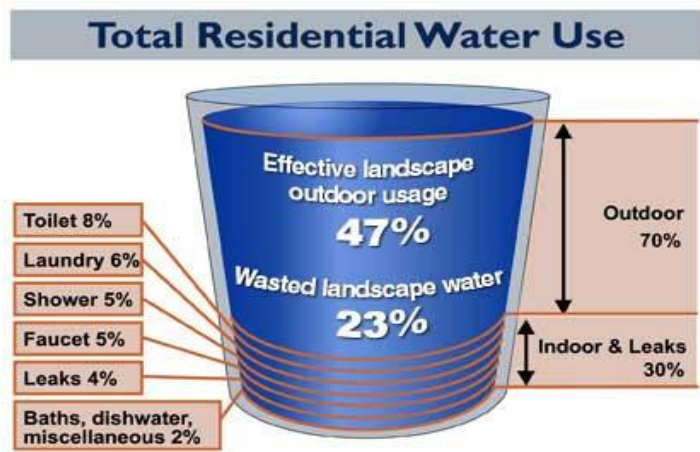 Total Residential Water Use
Effective landscape
outdoor usage
47%
Wasted landscape water
23%
Toilet 8%
Laundry 6%
Shower 5%
Faucet 5%
Leaks 4%
Baths, dishwater,
miscellaneous 2%
Outdoor
70%
Indoor & Leaks
30%